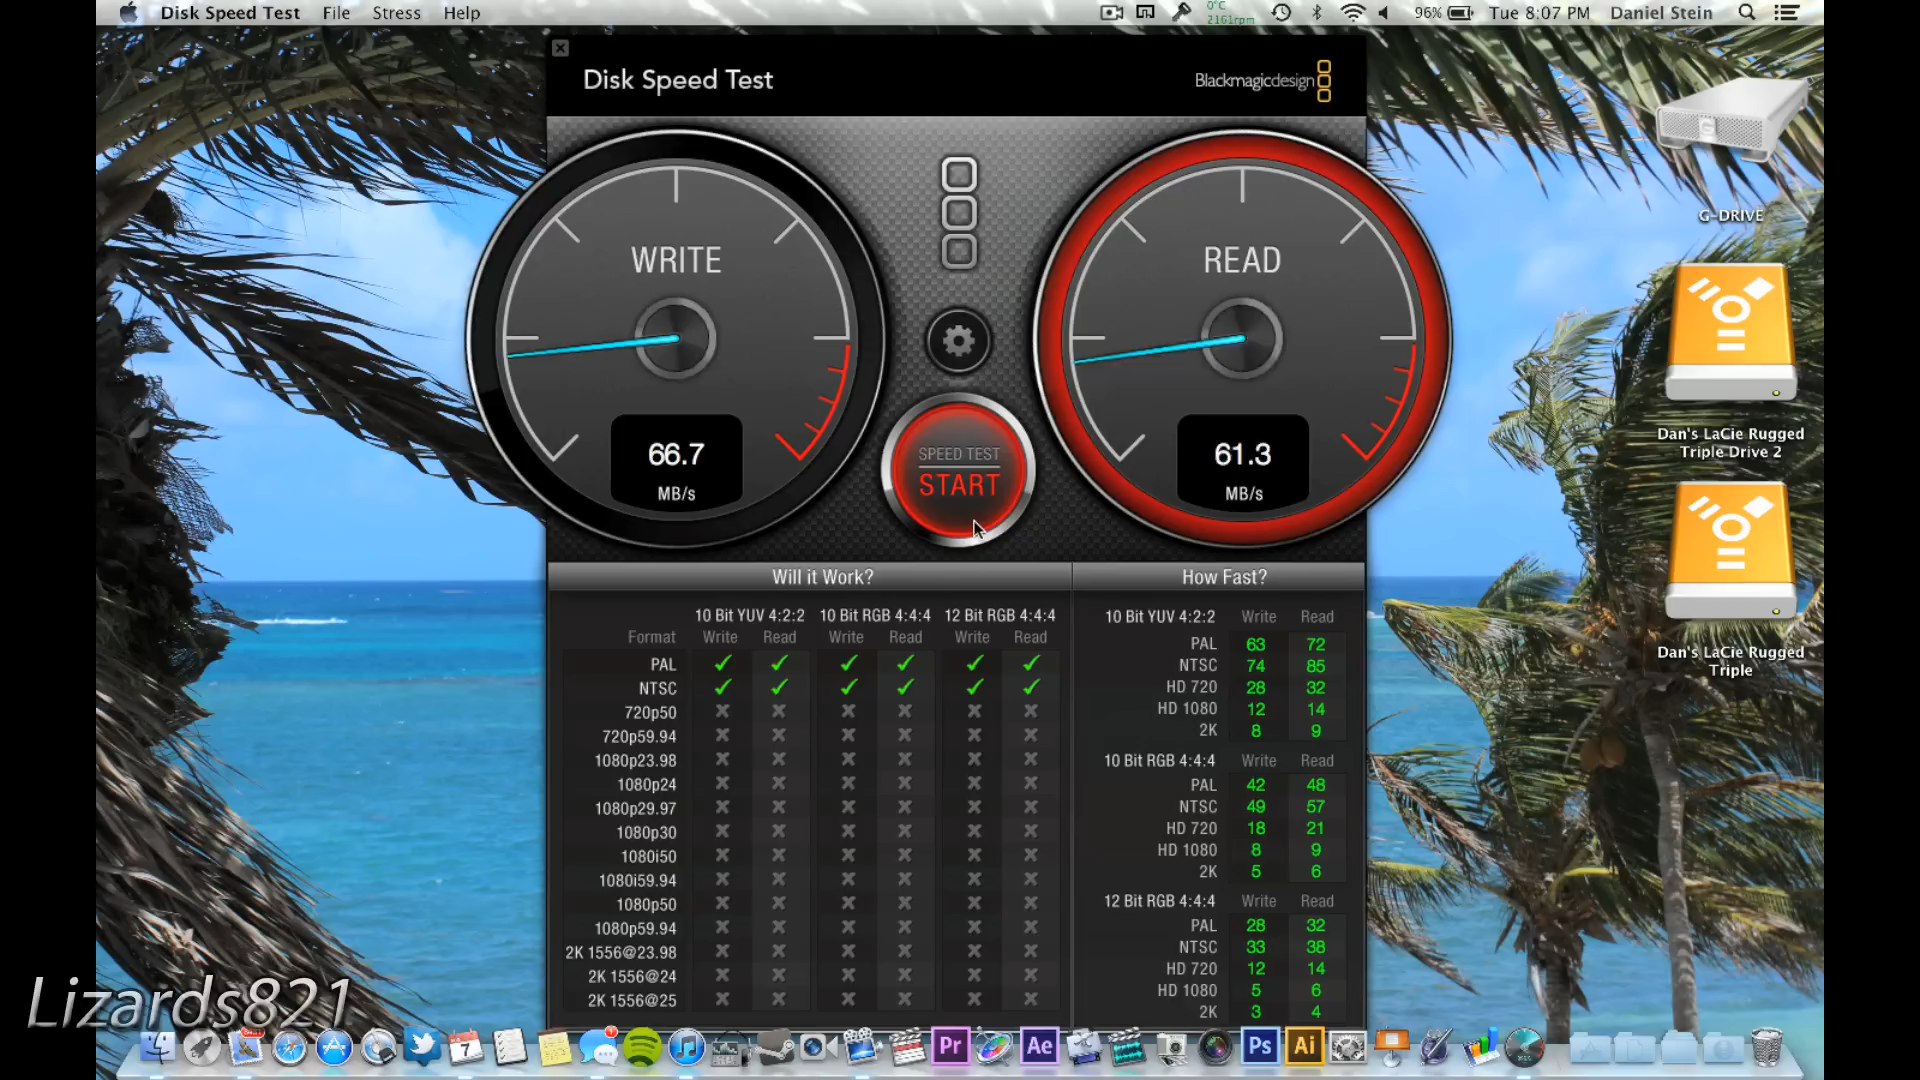 Disk Speed Test File Stress Help
0°C
2161rpm
96% Tue 8:07 PM Daniel Stein
Disk Speed Test
Blackmagicdesign
WRITE
READ
66.7
MB/s
SPEED TEST
START
61.3
MB/s
G-DRIVE
Dan's LaCie Rugged
Triple Drive 2
Dan's LaCie Rugged
Triple
Will it Work?
10 Bit YUV 4:2:2 10 Bit RGB 4:4:4 12 Bit RGB 4:4:4
Format Write Read Write Read Write Read
PAL
NTSC
720p50
720p59.94
1080p23.98
1080p24
1080p29.97
1080p30
1080i50
1080i59.94
1080p50
1080p59.94
2K 1556@23.98
2K 1556@24
2K 1556@25
How Fast?
10 Bit YUV 4:2:2 Write Read
PAL 63 72
NTSC 74 85
HD 720 28 32
HD 1080 12 14
2K 8 9
10 Bit RGB 4:4:4 Write Read
PAL 42 48
NTSC 49 57
HD 720 18 21
HD 1080 8 9
2K 5 6
12 Bit RGB 4:4:4 Write Read
PAL 28 32
NTSC 33 38
HD 720 12 14
HD 1080 5 6
2K 3 4
Lizards821
7
Pr
Ae
Ps
Ai